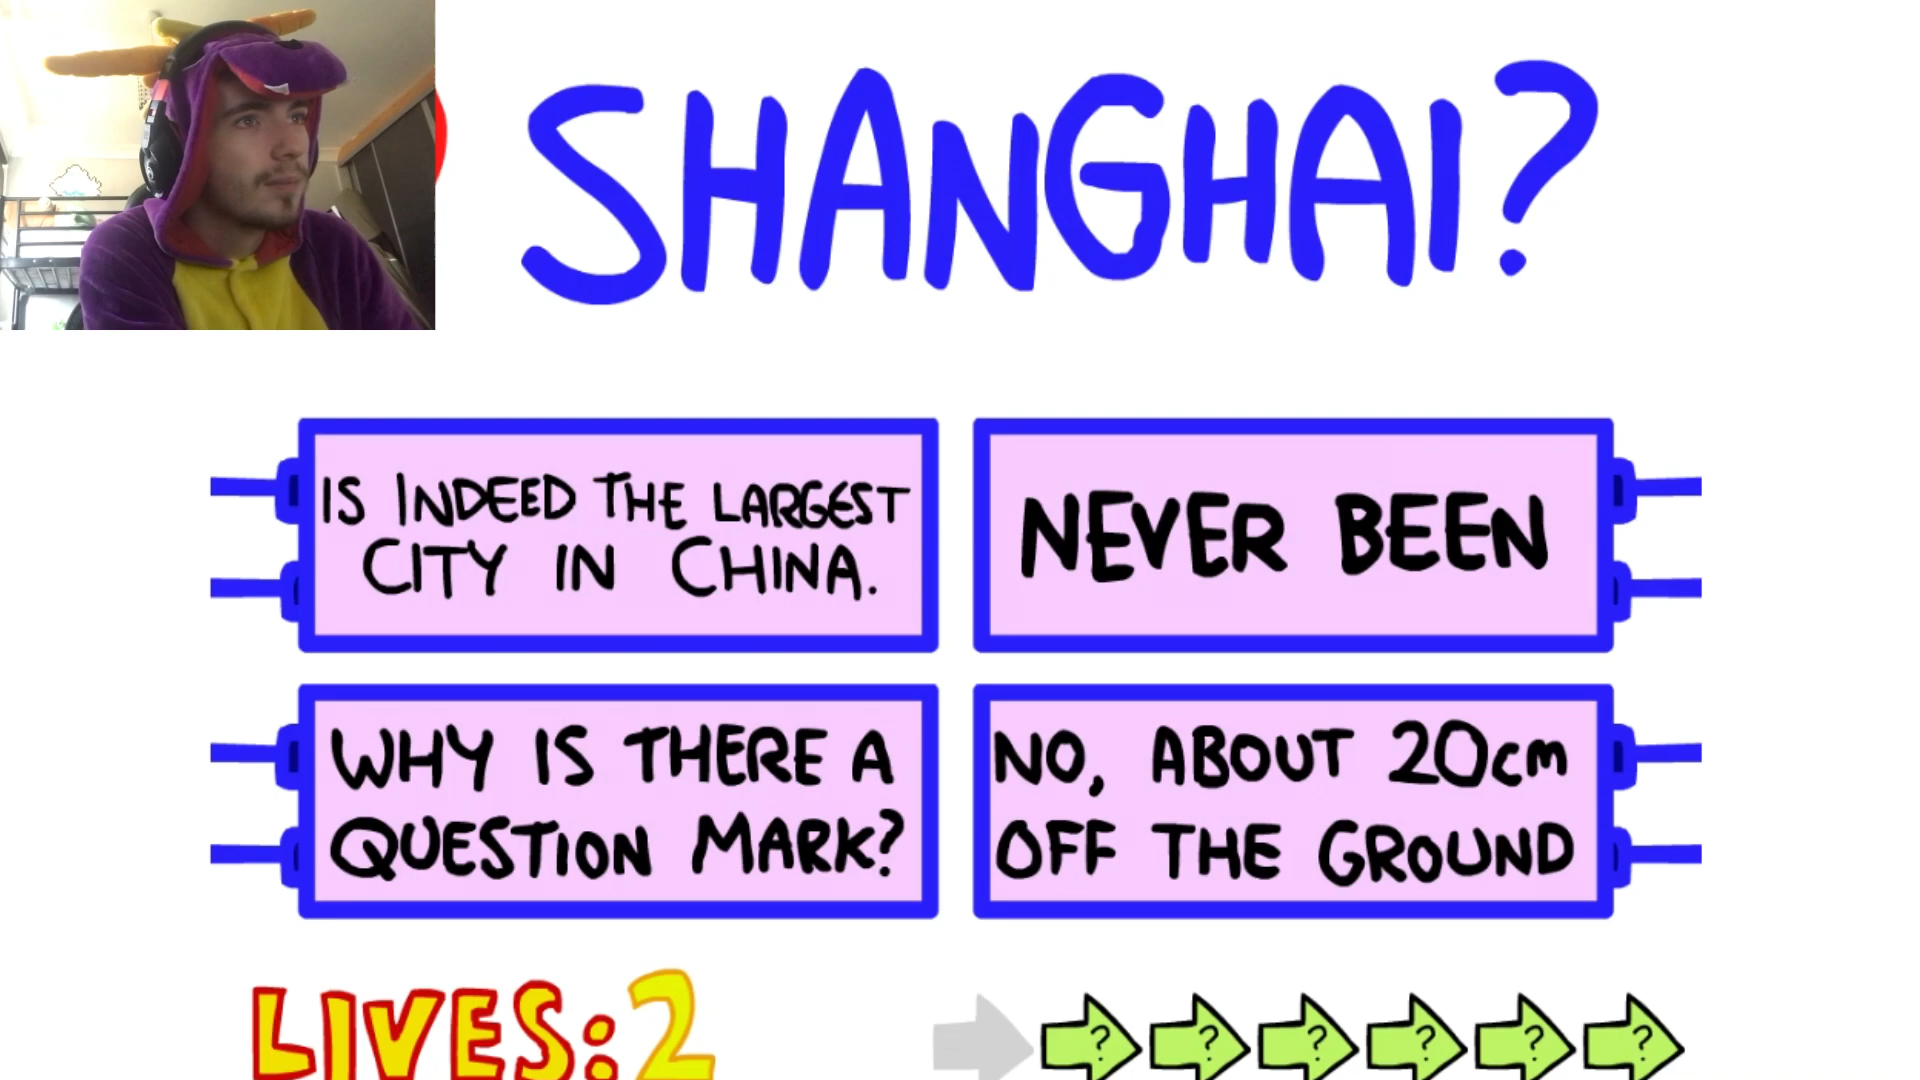 SHANGHAI?
IS INDEED THE LARGEST
CITY IN CHINA.
NEVER BEEN
WHY IS THERE A
QUESTION MARK?
NO, ABOUT 20cm
OFF THE GROUND
LIVES:2
? ? ? ? ? ?